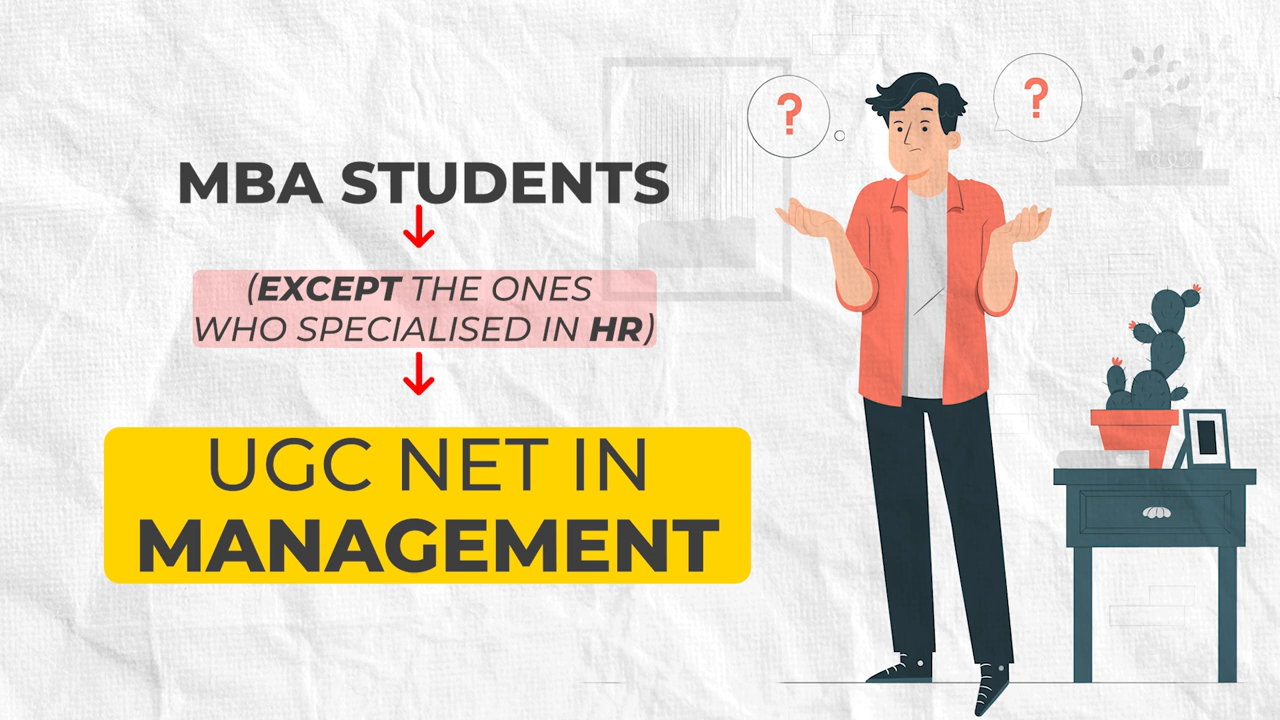 MBA STUDENTS
(EXCEPT THE ONES
WHO SPECIALISED IN HR)
UGC NET IN
MANAGEMENT
? ?